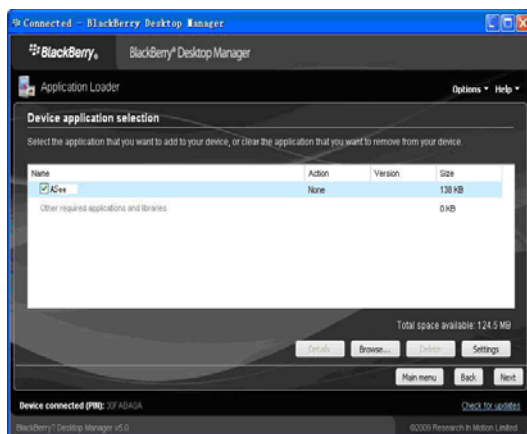 Connected - BlackBerry Desktop Manager
BlackBerry® BlackBerry® Desktop Manager
Application Loader Options Help
Device application selection
Select the application that you want to add to your device, or clear the application that you want to remove from your device.
Name Action Version Size
ASee None 138 KB
Other required applications and libraries 0 KB
Total space available: 124.5 MB
Details Browse... Delete Settings
Main menu Back Next
Device connected (PIN): Check for updates
BlackBerry? Desktop Manager v5.0 ©2009 Research In Motion Limited